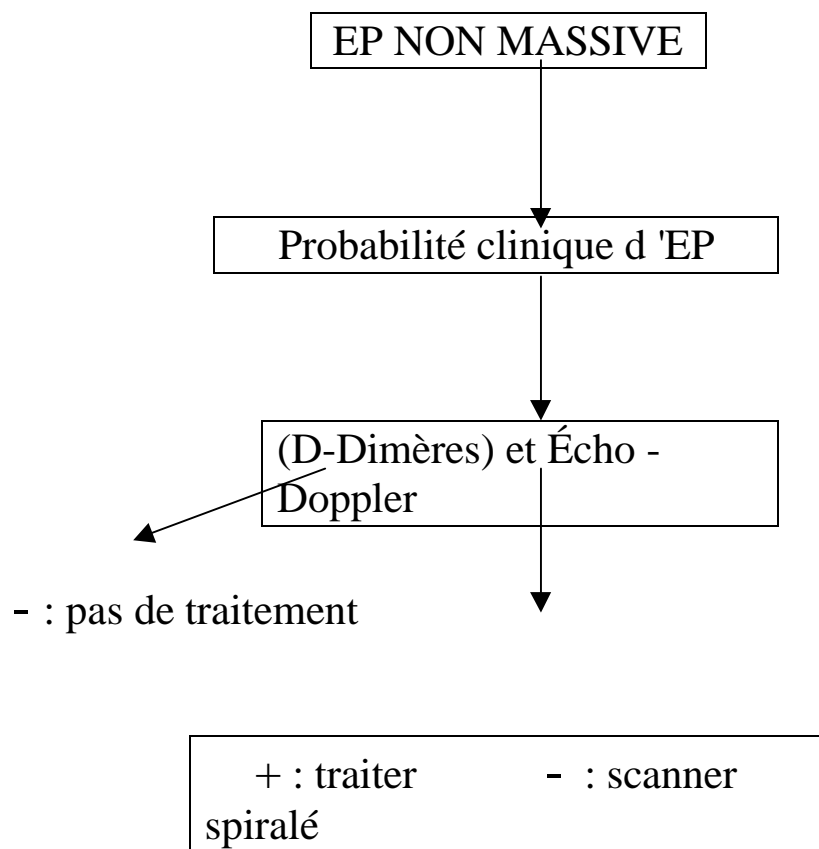 EP NON MASSIVE
Probabilité clinique d 'EP
(D-Dimères) et Écho -
Doppler
- : pas de traitement
+ : traiter - : scanner
spiralé